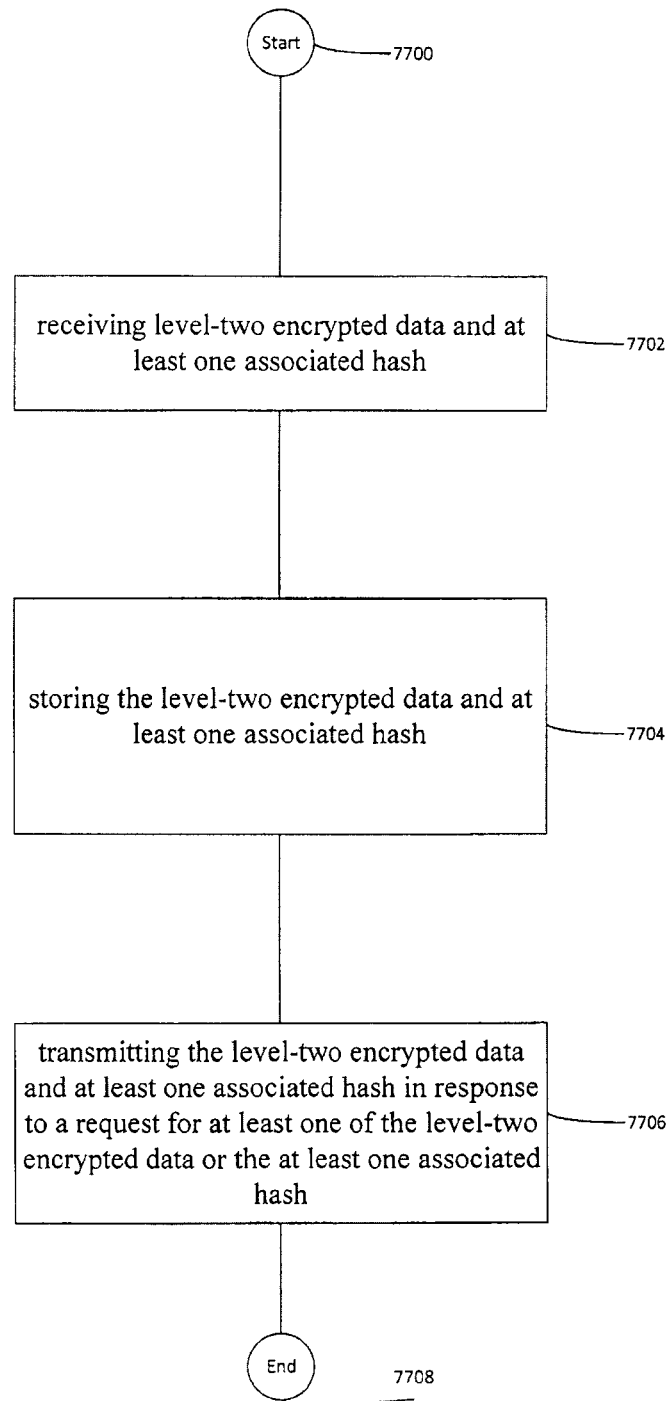 Start
7700
receiving level-two encrypted data and at
least one associated hash
7702
storing the level-two encrypted data and at
least one associated hash
7704
transmitting the level-two encrypted data
and at least one associated hash in response
to a request for at least one of the level-two
encrypted data or the at least one associated
hash
7706
End
7708